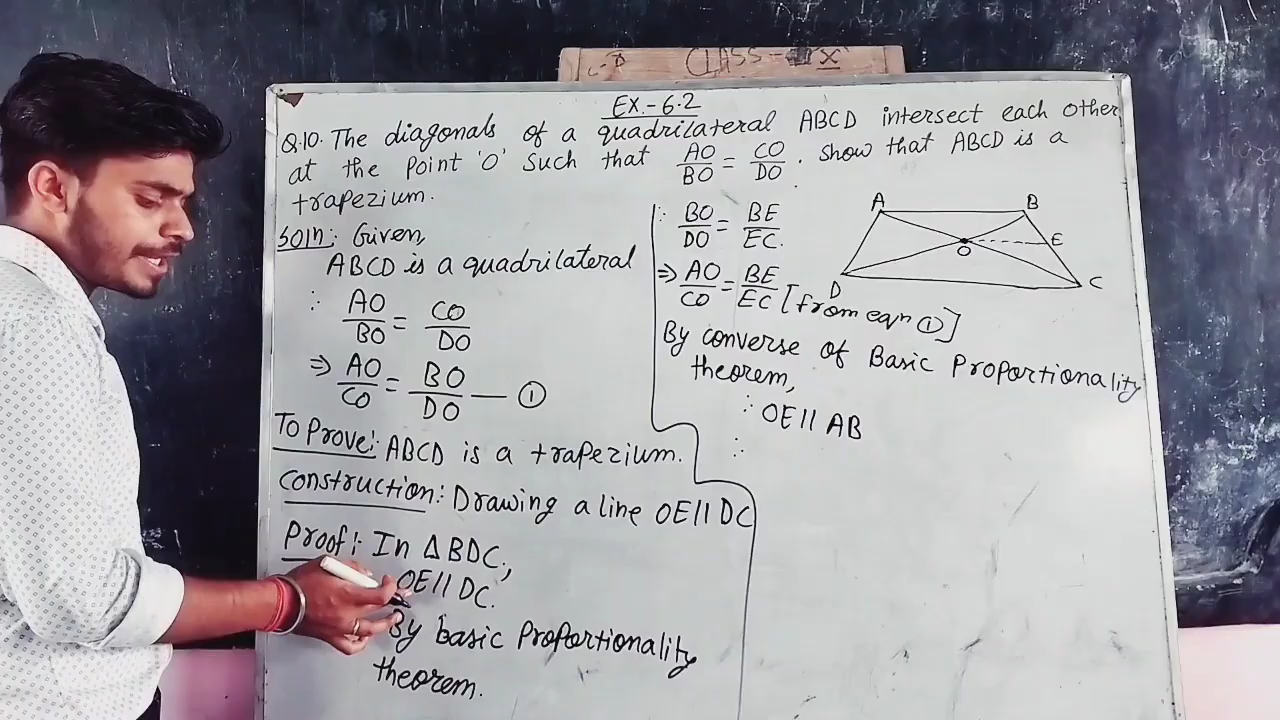 CLASS - X
EX.-6.2
Q.10. The diagonals of a quadrilateral ABCD intersect each other
at the point 'O' such that AO/BO = CO/DO. show that ABCD is a
trapezium.
Soln:- Given,
ABCD is a quadrilateral
∵ AO/BO = CO/DO
⇒ AO/CO = BO/DO — ①
To Prove:- ABCD is a trapezium.
Construction:- Drawing a line OE || DC
Proof:- In ΔBDC,
OE || DC.
By basic Proportionality
theorem.
∵ BO/DO = BE/EC.
⇒ AO/CO = BE/EC [from eqn ①]
By converse of Basic Proportionality
theorem,
∴ OE || AB
A
B
E
O
D
C